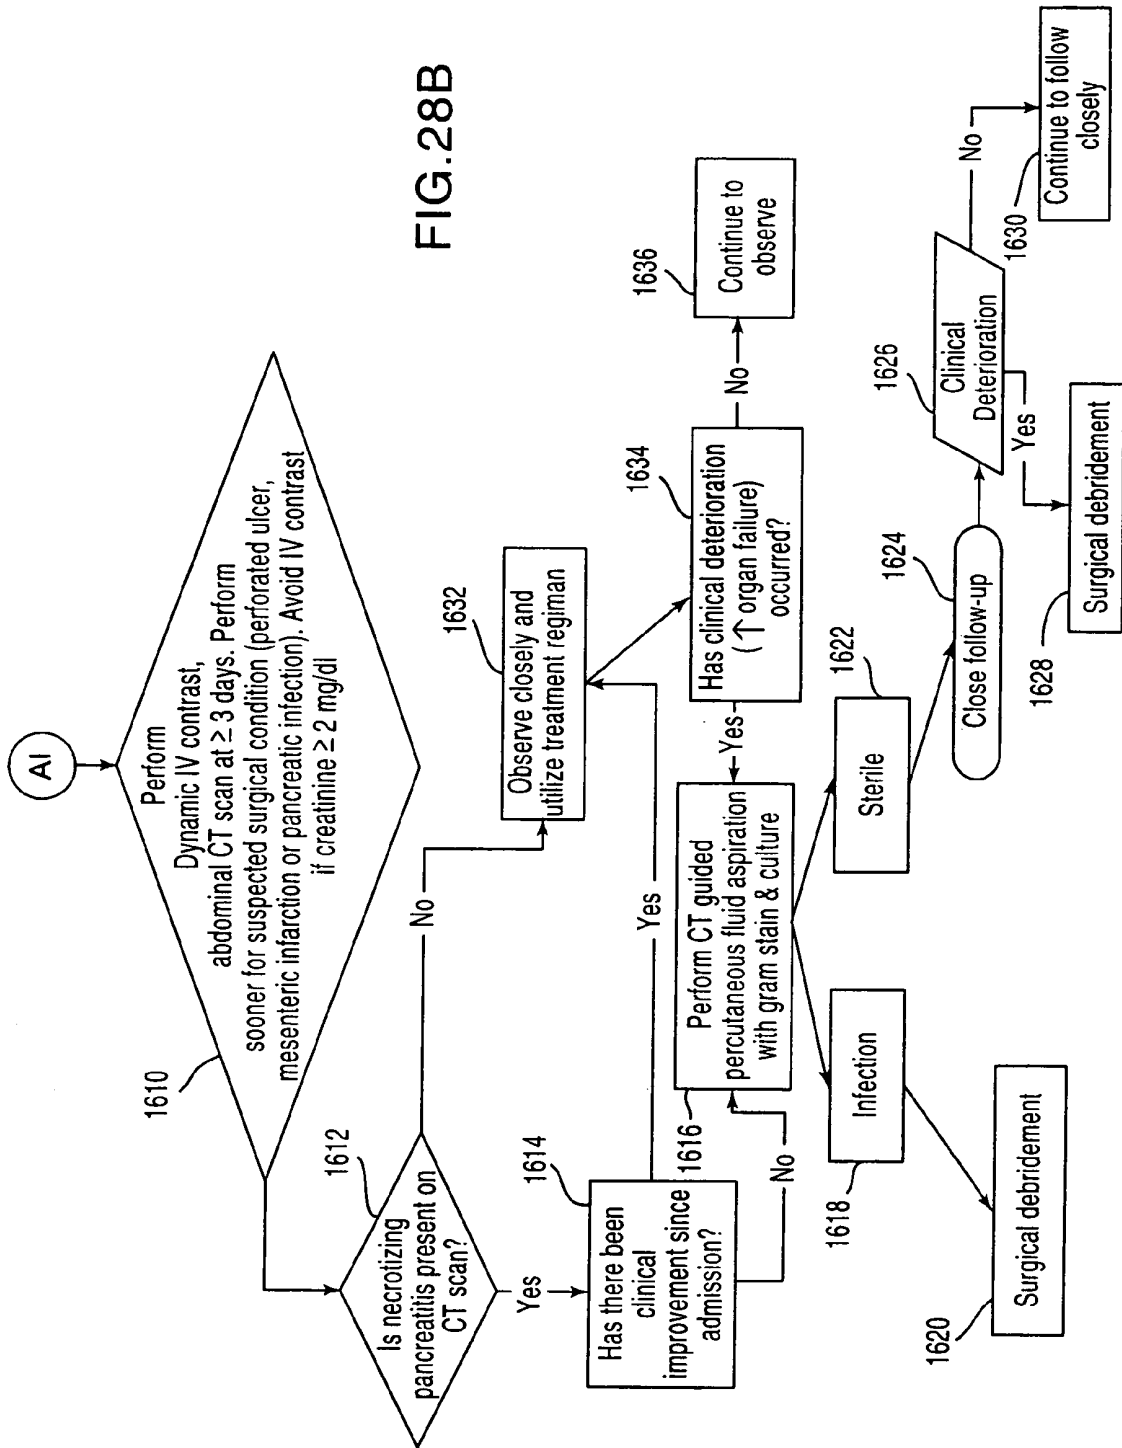 FIG.28B
AI
Perform
Dynamic IV contrast,
abdominal CT scan at ≥ 3 days. Perform
sooner for suspected surgical condition (perforated ulcer,
mesenteric infarction or pancreatic infection). Avoid IV contrast
if creatinine ≥ 2 mg/dl
1610
Is necrotizing
pancreatitis present on
CT scan?
1612
No
Yes
Observe closely and
utilize treatment regiman
1632
Has there been
clinical
improvement since
admission?
1614
Yes
No
Has clinical deterioration
(↑ organ failure)
occurred?
1634
No
Yes
Continue to
observe
1636
Perform CT guided
percutaneous fluid aspiration
with gram stain & culture
1616
Infection
1618
Sterile
1622
Surgical debridement
1620
Close follow-up
1624
Clinical
Deterioration
1626
No
Yes
Continue to follow
closely
1630
Surgical debridement
1628